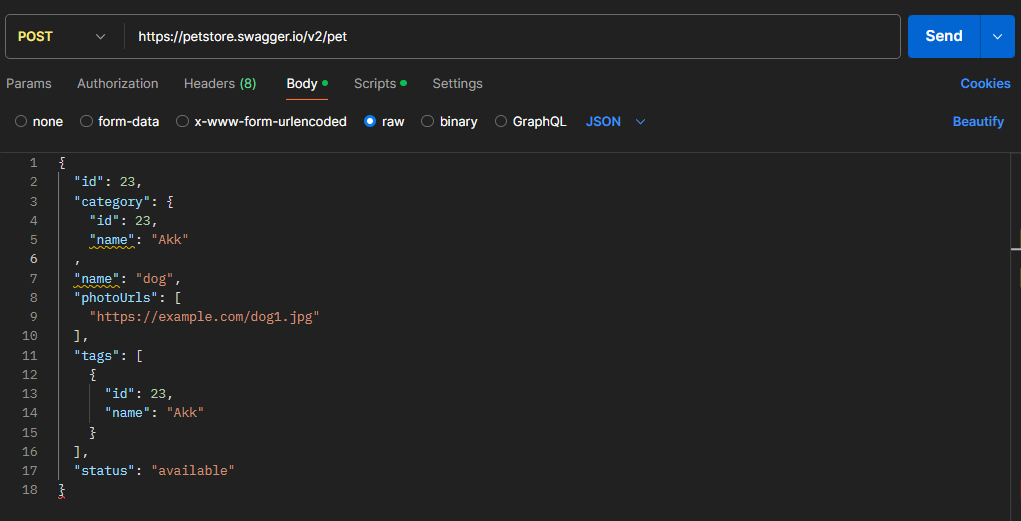 POST https://petstore.swagger.io/v2/pet Send
Params Authorization Headers (8) Body Scripts Settings Cookies
none form-data x-www-form-urlencoded raw binary GraphQL JSON Beautify
1 {
2 "id": 23,
3 "category": {
4 "id": 23,
5 "name": "Akk"
6 ,
7 "name": "dog",
8 "photoUrls": [
9 "https://example.com/dog1.jpg"
10 ],
11 "tags": [
12 {
13 "id": 23,
14 "name": "Akk"
15 }
16 ],
17 "status": "available"
18 }